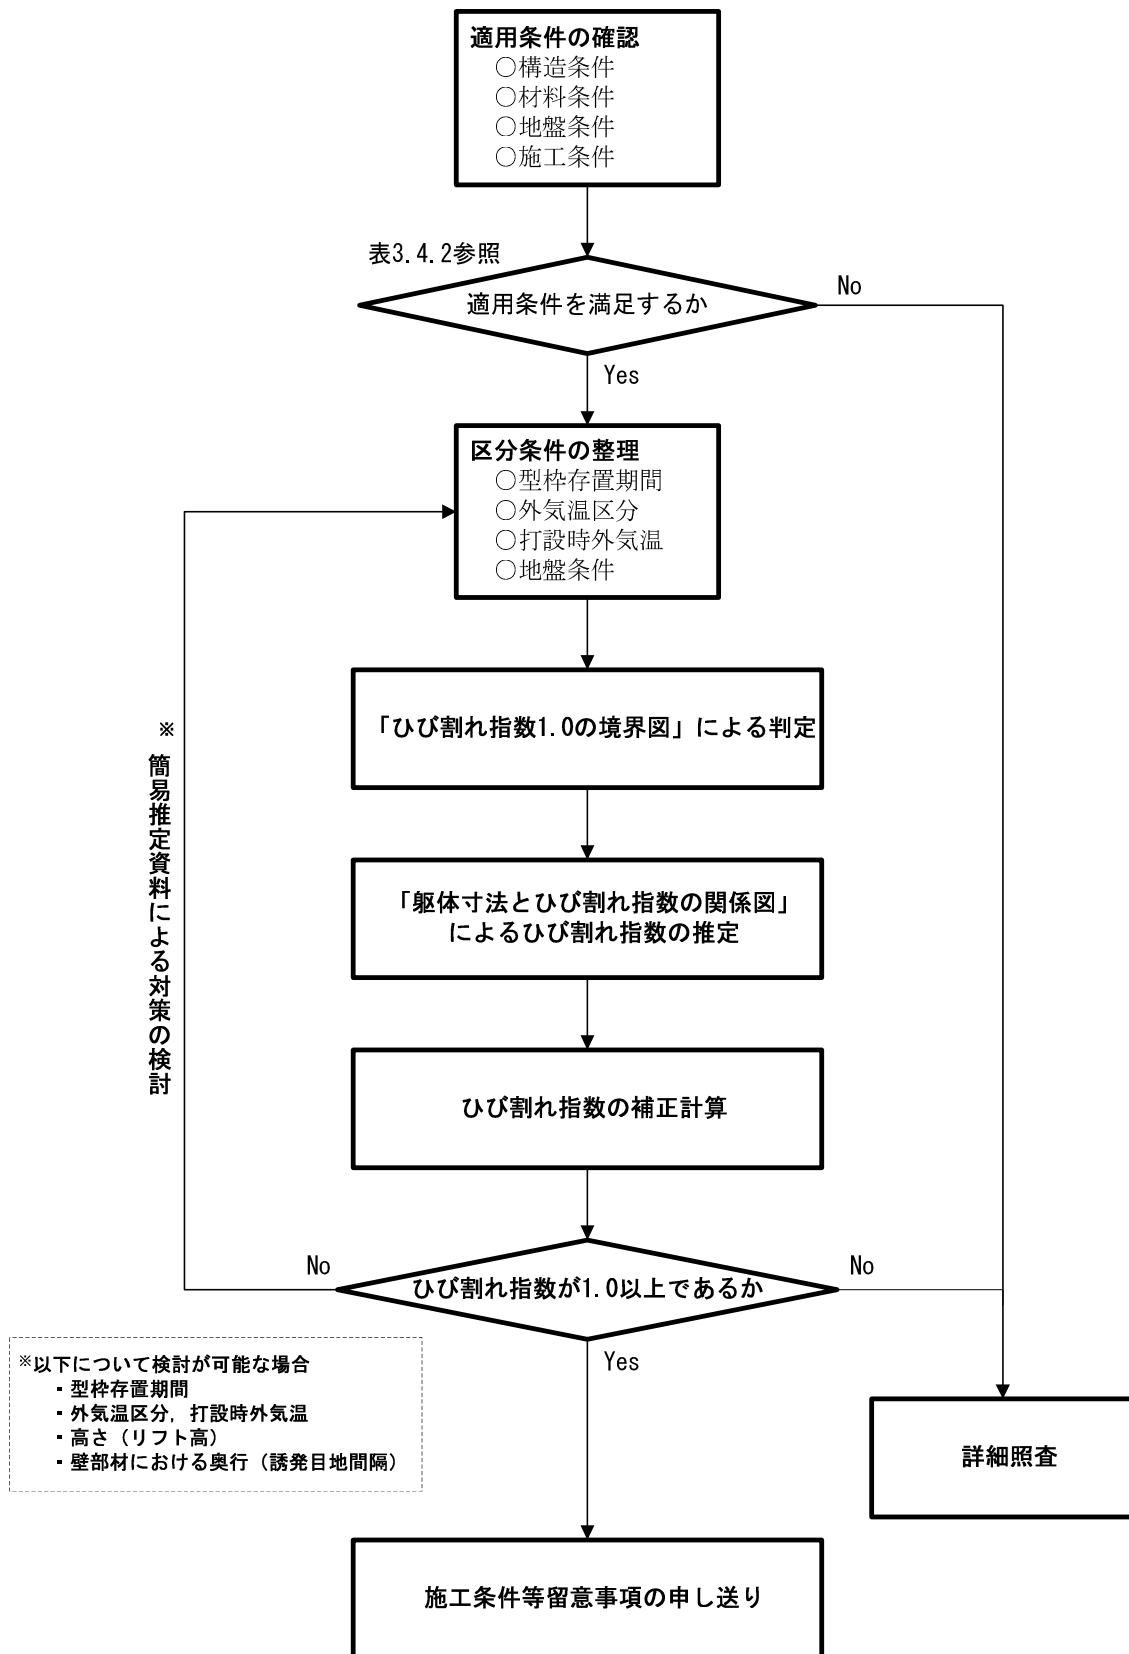 適用条件の確認
○構造条件
○材料条件
○地盤条件
○施工条件
表3.4.2参照
適用条件を満足するか
No
Yes
区分条件の整理
○型枠存置期間
○外気温区分
○打設時外気温
○地盤条件
「ひび割れ指数1.0の境界図」による判定
※簡易推定資料による対策の検討
「躯体寸法とひび割れ指数の関係図」
によるひび割れ指数の推定
ひび割れ指数の補正計算
No
ひび割れ指数が1.0以上であるか
No
Yes
※以下について検討が可能な場合
- 型枠存置期間
- 外気温区分，打設時外気温
- 高さ（リフト高）
- 壁部材における奥行（誘発目地間隔）
詳細照査
施工条件等留意事項の申し送り